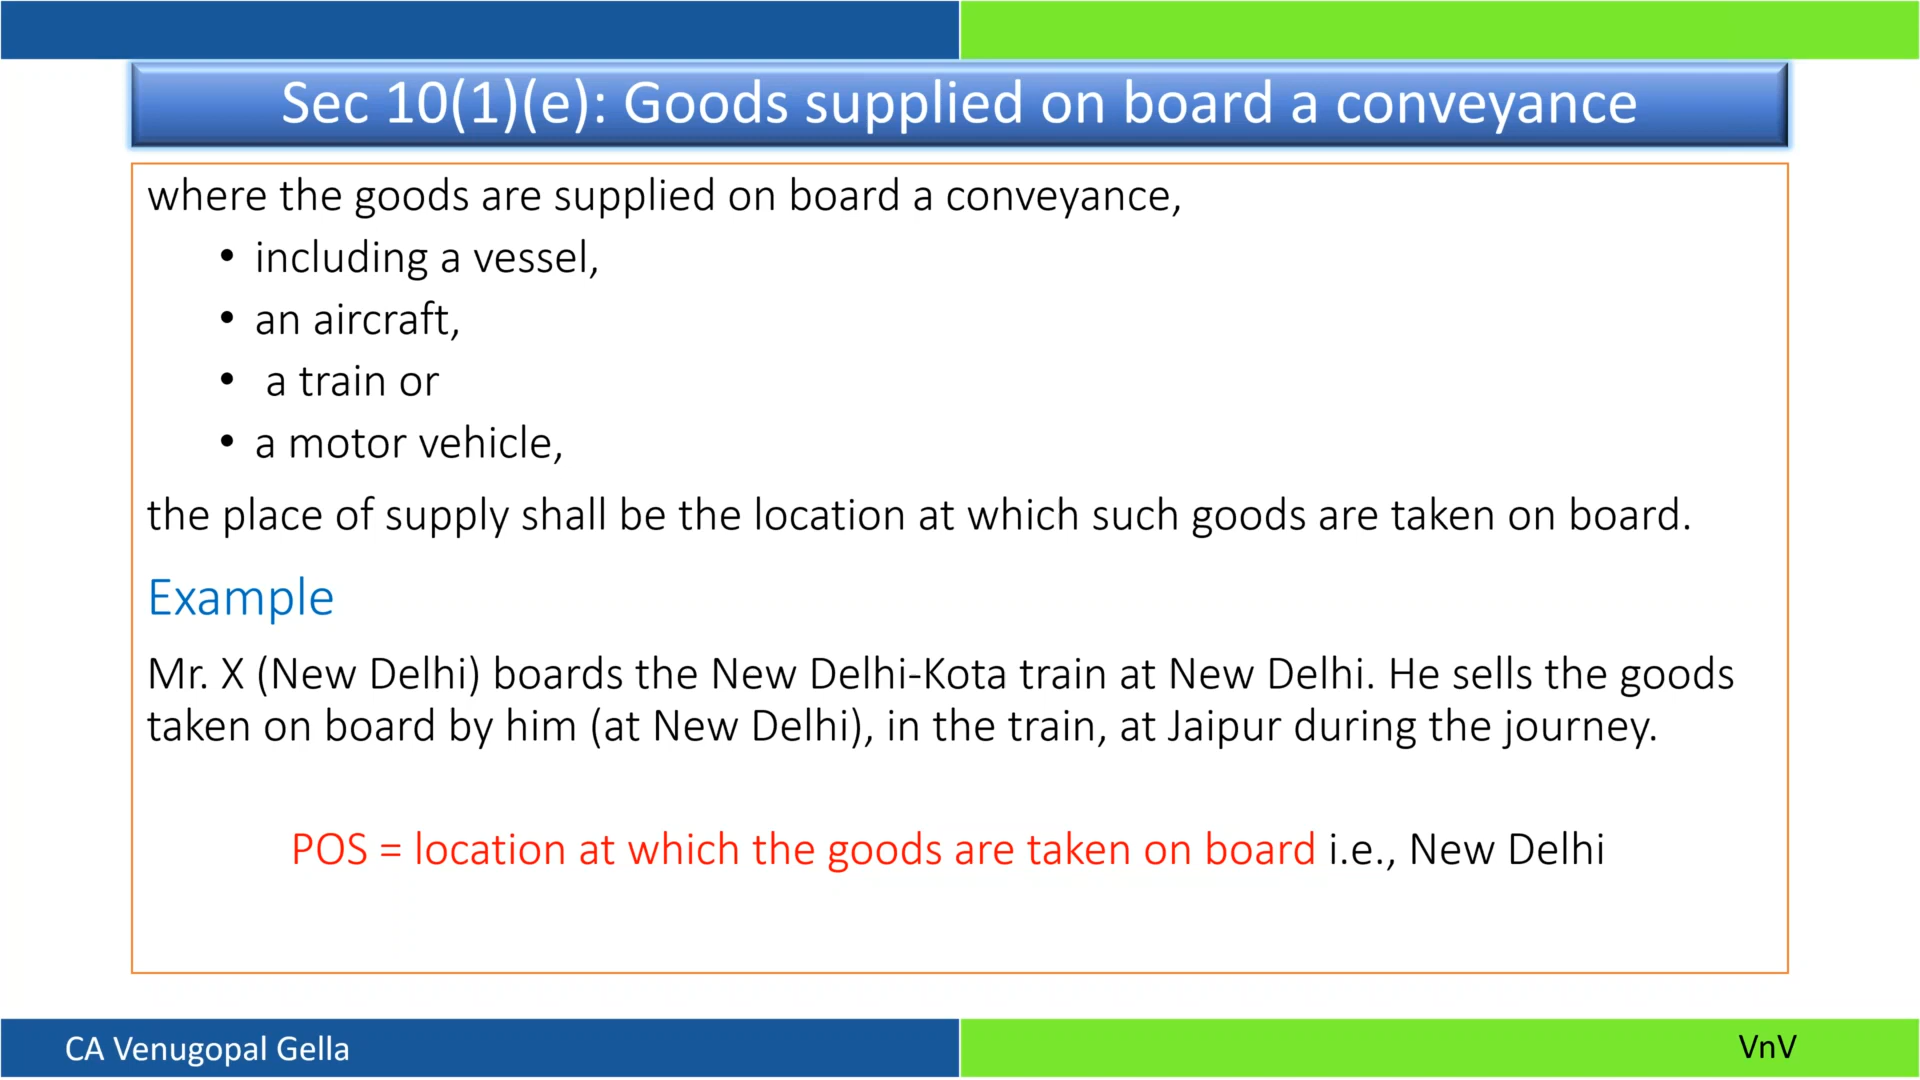 Sec 10(1)(e): Goods supplied on board a conveyance
where the goods are supplied on board a conveyance,
• including a vessel,
• an aircraft,
• a train or
• a motor vehicle,
the place of supply shall be the location at which such goods are taken on board.
Example
Mr. X (New Delhi) boards the New Delhi-Kota train at New Delhi. He sells the goods
taken on board by him (at New Delhi), in the train, at Jaipur during the journey.
POS = location at which the goods are taken on board i.e., New Delhi
CA Venugopal Gella
VnV